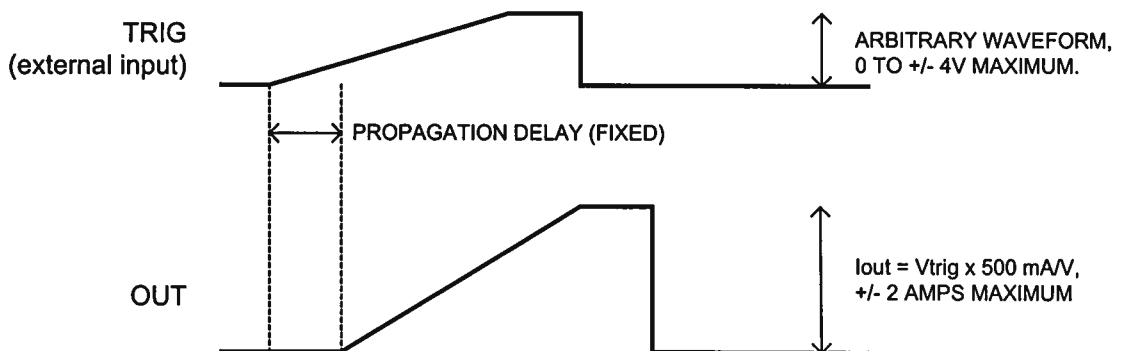 TRIG
(external input)
ARBITRARY WAVEFORM,
0 TO +/- 4V MAXIMUM.
PROPAGATION DELAY (FIXED)
OUT
Iout = Vtrig x 500 mA/V,
+/- 2 AMPS MAXIMUM